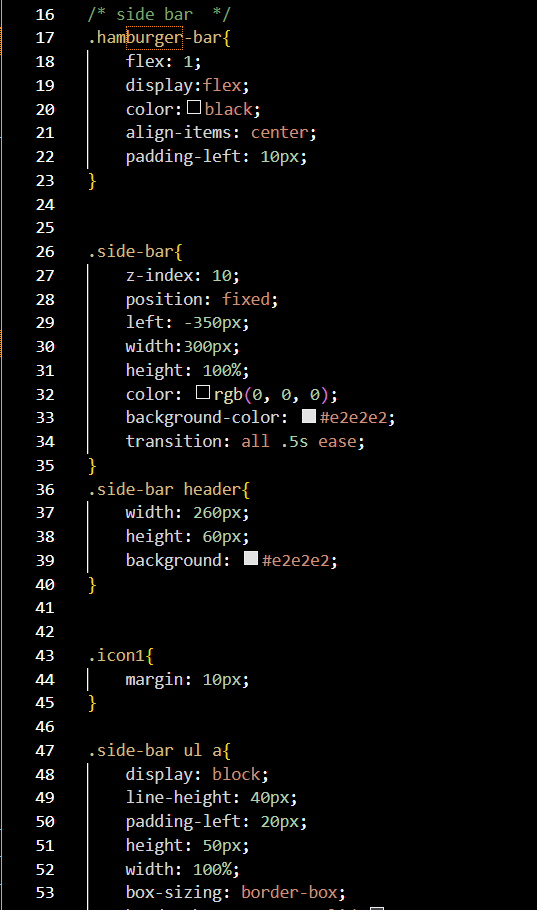 16 /* side bar  */
17 .hamburger-bar{
18 flex: 1;
19 display:flex;
20 color:black;
21 align-items: center;
22 padding-left: 10px;
23 }
24
25
26 .side-bar{
27 z-index: 10;
28 position: fixed;
29 left: -350px;
30 width:300px;
31 height: 100%;
32 color: rgb(0, 0, 0);
33 background-color: #e2e2e2;
34 transition: all .5s ease;
35 }
36 .side-bar header{
37 width: 260px;
38 height: 60px;
39 background: #e2e2e2;
40 }
41
42
43 .icon1{
44 margin: 10px;
45 }
46
47 .side-bar ul a{
48 display: block;
49 line-height: 40px;
50 padding-left: 20px;
51 height: 50px;
52 width: 100%;
53 box-sizing: border-box;